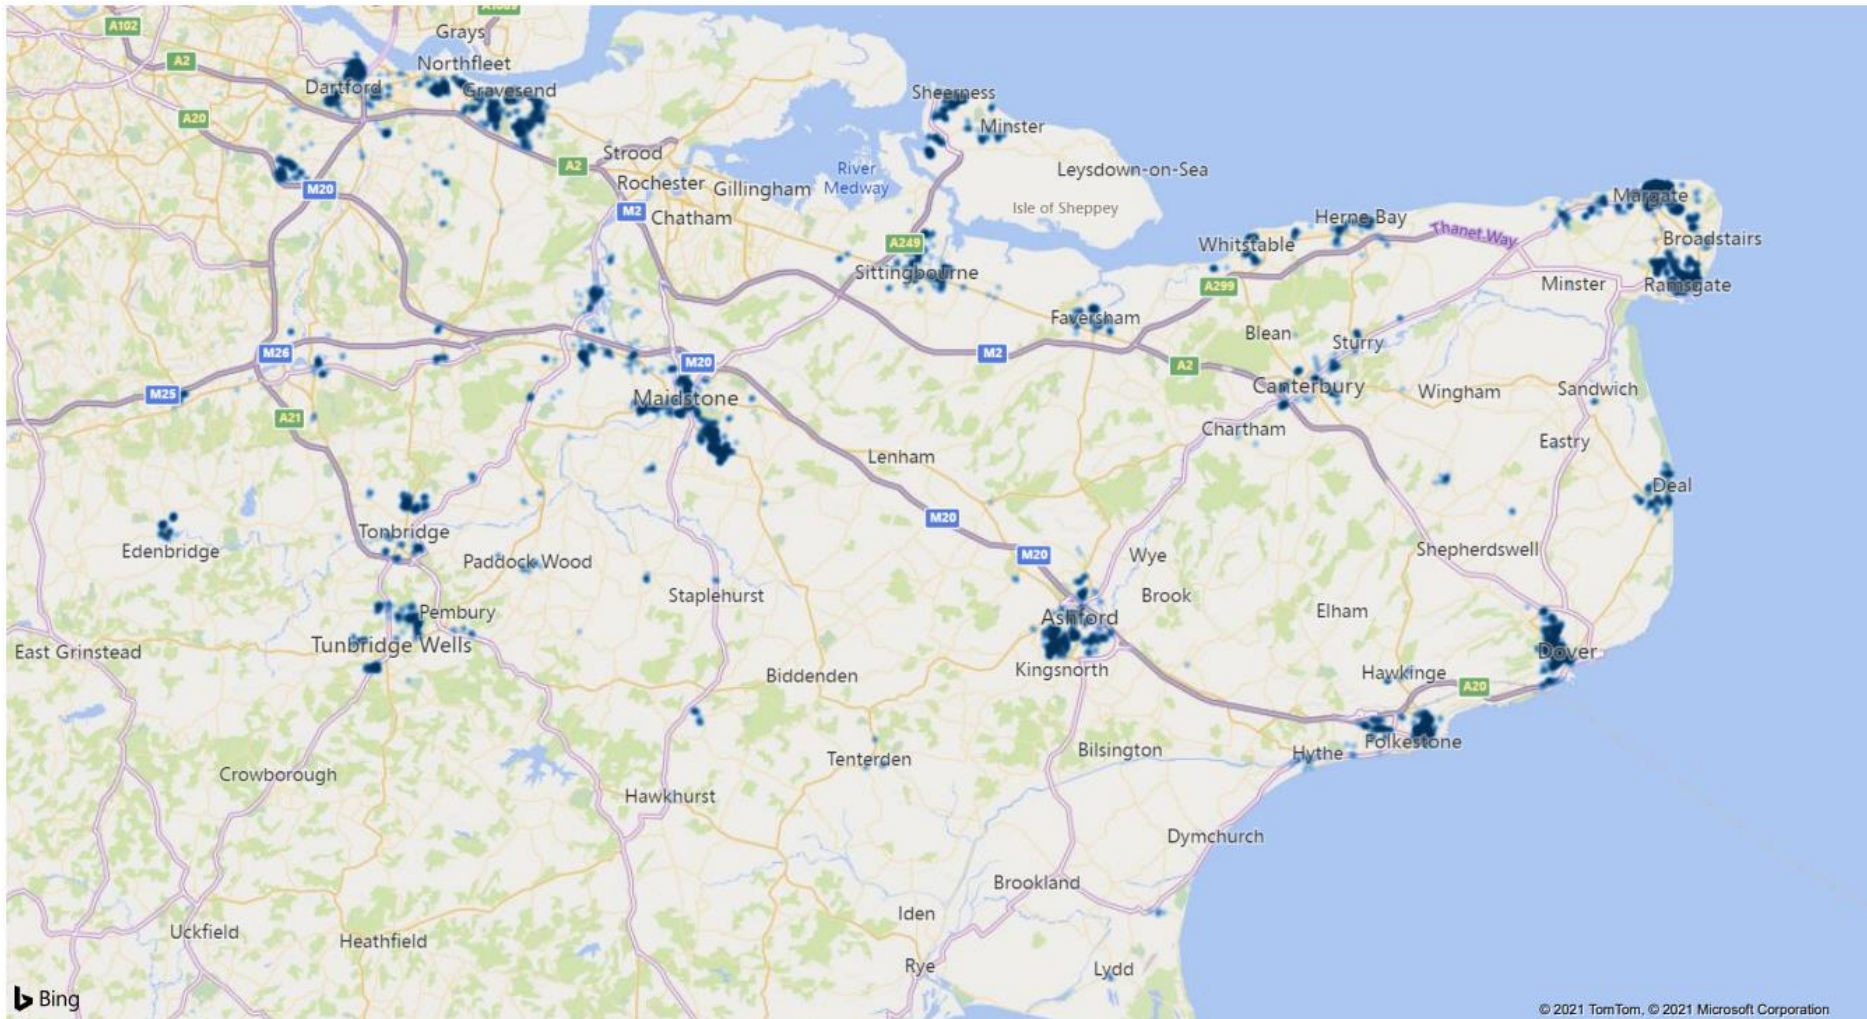 A1089
A102
Grays
A2
Northfleet
Dartford
Gravesend
Sheerness
A20
Minster
Strood
A2
River
Medway
Leysdown-on-Sea
Rochester
Gillingham
M20
Margate
M2
Chatham
Isle of Sheppey
Herne Bay
Thanet Way
Broadstairs
A249
Whitstable
Sittingbourne
A299
Minster
Ramsgate
Faversham
Blean
Sturry
M26
M2
M20
A2
Canterbury
Wingham
Sandwich
M25
Maidstone
A21
Chartham
Eastry
Lenham
Deal
M20
Tonbridge
Edenbridge
Paddock Wood
M20
Wye
Shepherdswell
Staplehurst
Brook
Pembury
Ashford
Elham
Tunbridge Wells
East Grinstead
Dover
Kingsnorth
Biddenden
Hawkinge
A20
Folkestone
Bilsington
Hythe
Tenterden
Crowborough
Hawkhurst
Dymchurch
Brookland
Iden
Uckfield
Heathfield
Rye
Lydd
Bing
© 2021 TomTom, © 2021 Microsoft Corporation